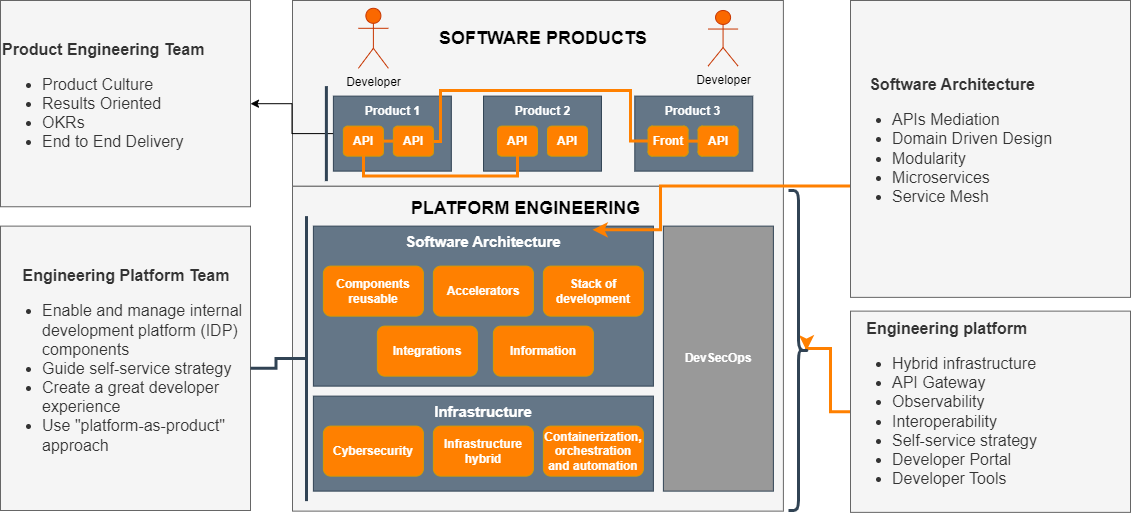 Product Engineering Team
Product Culture
Results Oriented
OKRs
End to End Delivery
Engineering Platform Team
Enable and manage internal
development platform (IDP)
components
Guide self-service strategy
Create a great developer
experience
Use "platform-as-product"
approach
SOFTWARE PRODUCTS
Developer
Developer
Product 1
API
API
Product 2
API
API
Product 3
Front
API
PLATFORM ENGINEERING
Software Architecture
Components
reusable
Accelerators
Stack of
development
Integrations
Information
Infrastructure
Cybersecurity
Infrastructure
hybrid
Containerization,
orchestration
and automation
DevSecOps
Software Architecture
APIs Mediation
Domain Driven Design
Modularity
Microservices
Service Mesh
Engineering platform
Hybrid infrastructure
API Gateway
Observability
Interoperability
Self-service strategy
Developer Portal
Developer Tools